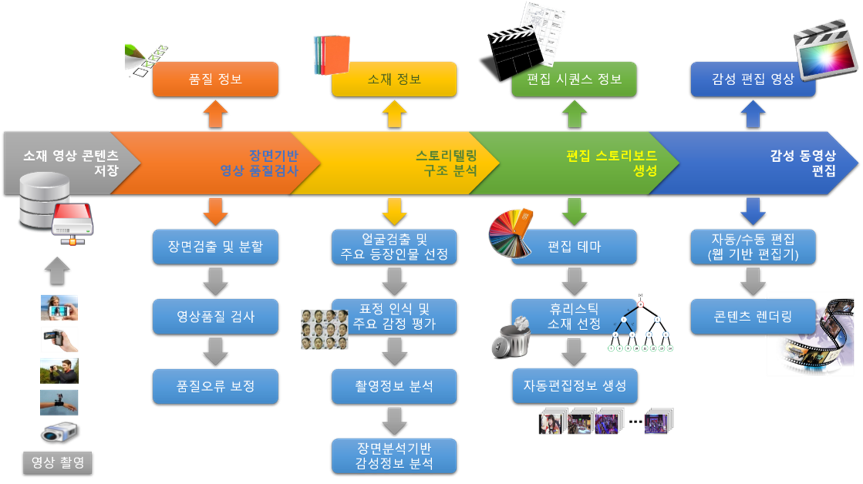 품질 정보
소재 정보
편집 시퀀스 정보
감성 편집 영상
소재 영상 콘텐츠
저장
장면기반
영상 품질검사
스토리텔링
구조 분석
편집 스토리보드
생성
감성 동영상
편집
장면검출 및 분할
영상품질 검사
품질오류 보정
얼굴검출 및
주요 등장인물 선정
표정 인식 및
주요 감정 평가
촬영정보 분석
장면분석기반
감성정보 분석
편집 테마
휴리스틱
소재 선정
자동편집정보 생성
자동/수동 편집
(웹 기반 편집기)
콘텐츠 렌더링
영상 촬영